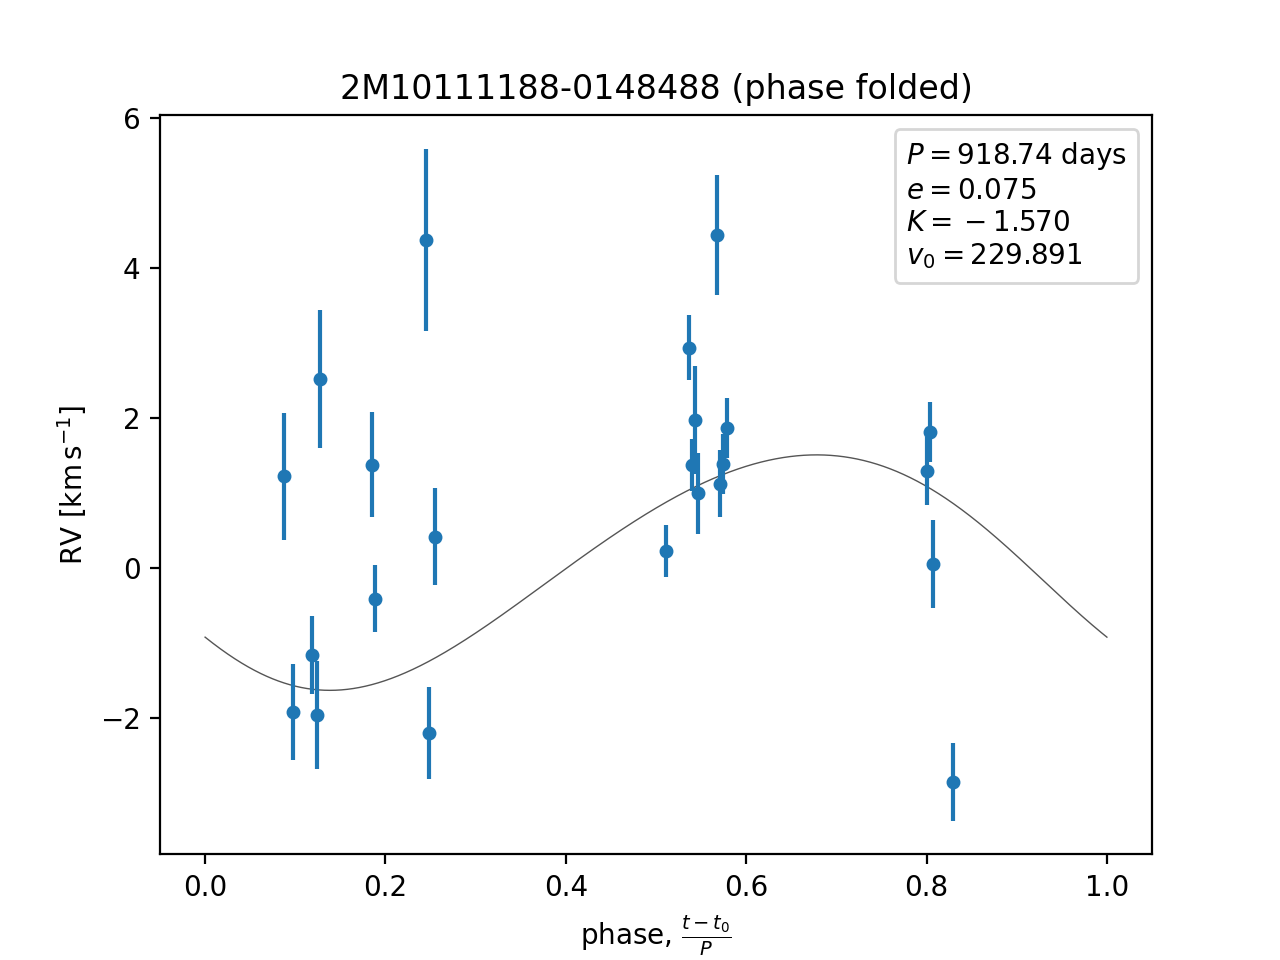 2M10111188-0148488 (phase folded)
P = 918.74 days
e = 0.075
K = −1.570
v₀ = 229.891
6
4
2
0
−2
RV [km s⁻¹]
0.0 0.2 0.4 0.6 0.8 1.0
phase, (t − t₀)/P